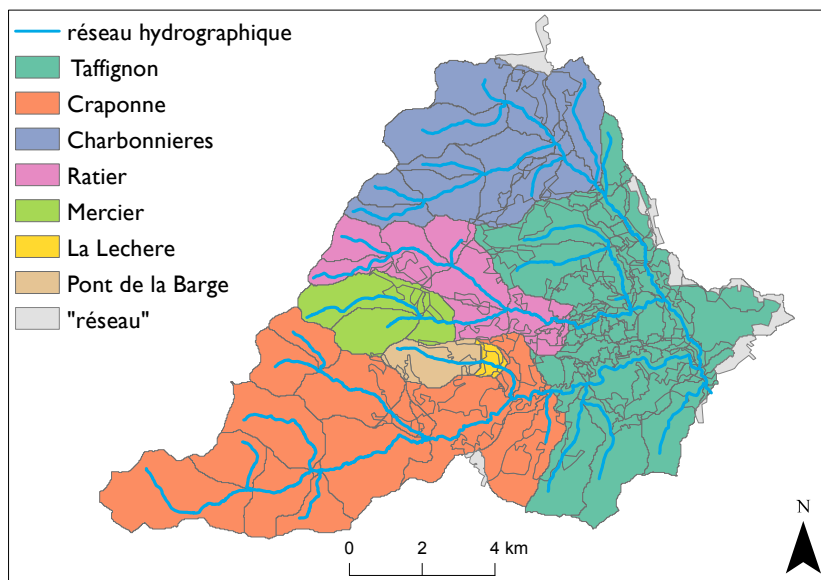 réseau hydrographique
Taffignon
Craponne
Charbonnieres
Ratier
Mercier
La Lechere
Pont de la Barge
"réseau"
N
0 2 4 km